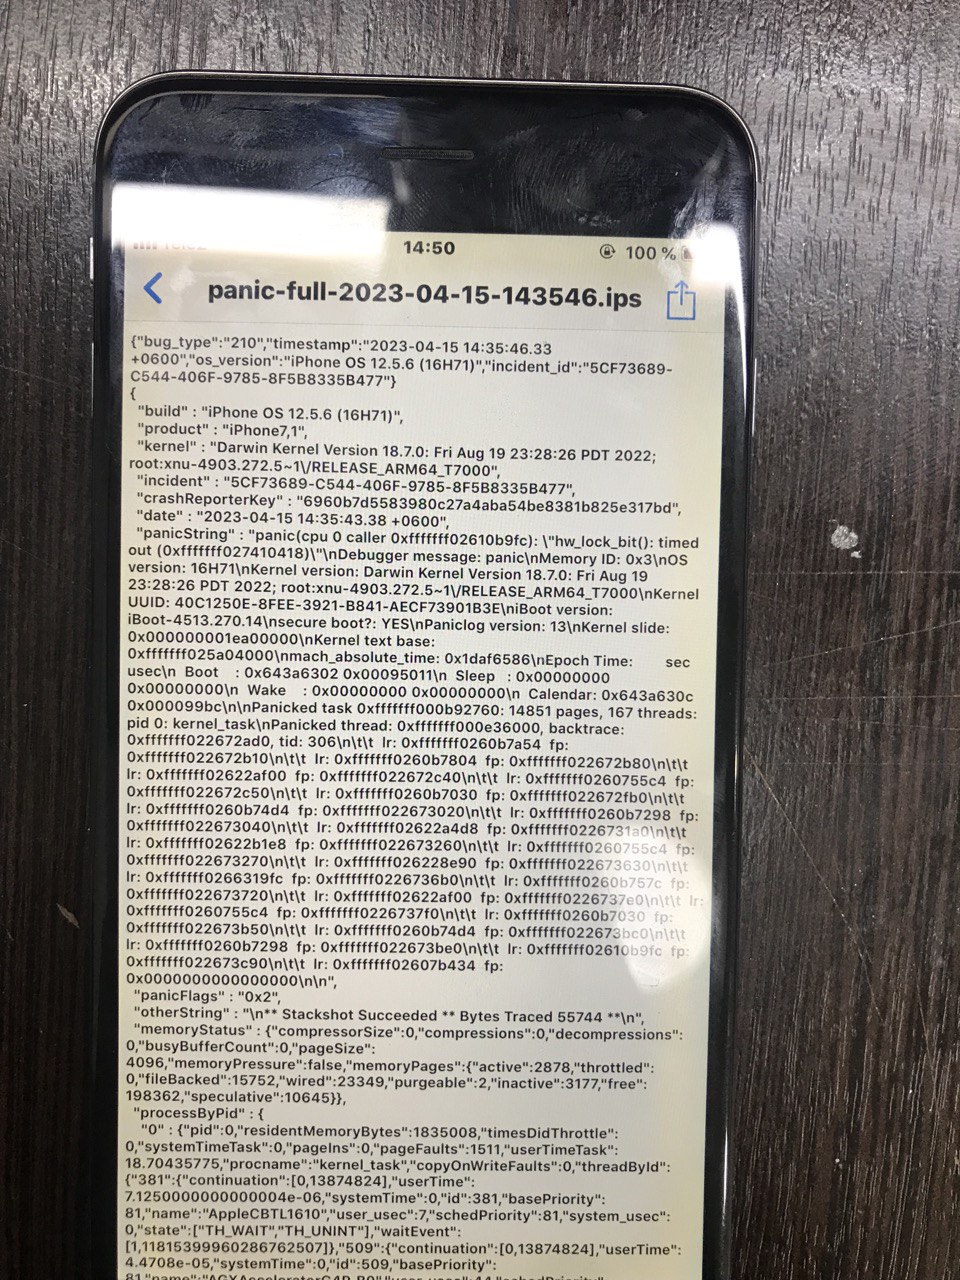 14:50
100 %
panic-full-2023-04-15-143546.ips
{"bug_type":"210","timestamp":"2023-04-15 14:35:46.33
+0600","os_version":"iPhone OS 12.5.6 (16H71)","incident_id":"5CF73689-
C544-406F-9785-8F5B8335B477"}
{
"build" : "iPhone OS 12.5.6 (16H71)",
"product" : "iPhone7,1",
"kernel" : "Darwin Kernel Version 18.7.0: Fri Aug 19 23:28:26 PDT 2022;
root:xnu-4903.272.5~1\/RELEASE_ARM64_T7000",
"incident" : "5CF73689-C544-406F-9785-8F5B8335B477",
"crashReporterKey" : "6960b7d5583980c27a4aba54be8381b825e317bd",
"date" : "2023-04-15 14:35:43.38 +0600",
"panicString" : "panic(cpu 0 caller 0xfffffff02610b9fc): \"hw_lock_bit(): timed
out (0xfffffff027410418)\"\nDebugger message: panic\nMemory ID: 0x3\nOS
version: 16H71\nKernel version: Darwin Kernel Version 18.7.0: Fri Aug 19
23:28:26 PDT 2022; root:xnu-4903.272.5~1\/RELEASE_ARM64_T7000\nKernel
UUID: 40C1250E-8FEE-3921-B841-AECF73901B3E\niBoot version:
iBoot-4513.270.14\nsecure boot?: YES\nPaniclog version: 13\nKernel slide:
0x000000001ea00000\nKernel text base:
0xfffffff025a04000\nmach_absolute_time: 0x1daf6586\nEpoch Time: sec
usec\n Boot : 0x643a6302 0x00095011\n Sleep : 0x00000000
0x00000000\n Wake : 0x00000000 0x00000000\n Calendar: 0x643a630c
0x000099bc\n\nPanicked task 0xfffffff000b92760: 14851 pages, 167 threads:
pid 0: kernel_task\nPanicked thread: 0xfffffff000e36000, backtrace:
0xfffffff022672ad0, tid: 306\n\t\t lr: 0xfffffff0260b7a54 fp:
0xfffffff022672b10\n\t\t lr: 0xfffffff0260b7804 fp: 0xfffffff022672b80\n\t\t
lr: 0xfffffff02622af00 fp: 0xfffffff022672c40\n\t\t lr: 0xfffffff0260755c4 fp:
0xfffffff022672c50\n\t\t lr: 0xfffffff0260b7030 fp: 0xfffffff022672fb0\n\t\t
lr: 0xfffffff0260b74d4 fp: 0xfffffff022673020\n\t\t lr: 0xfffffff0260b7298 fp:
0xfffffff022673040\n\t\t lr: 0xfffffff02622a4d8 fp: 0xfffffff0226731a0\n\t\t
lr: 0xfffffff02622b1e8 fp: 0xfffffff022673260\n\t\t lr: 0xfffffff0260755c4 fp:
0xfffffff022673270\n\t\t lr: 0xfffffff026228e90 fp: 0xfffffff022673630\n\t\t
lr: 0xfffffff0266319fc fp: 0xfffffff0226736b0\n\t\t lr: 0xfffffff0260b757c fp:
0xfffffff022673720\n\t\t lr: 0xfffffff02622af00 fp: 0xfffffff0226737e0\n\t\t lr:
0xfffffff0260755c4 fp: 0xfffffff0226737f0\n\t\t lr: 0xfffffff0260b7030 fp:
0xfffffff022673b50\n\t\t lr: 0xfffffff0260b74d4 fp: 0xfffffff022673bc0\n\t\t
lr: 0xfffffff0260b7298 fp: 0xfffffff022673be0\n\t\t lr: 0xfffffff02610b9fc fp:
0xfffffff022673c90\n\t\t lr: 0xfffffff02607b434 fp:
0x0000000000000000\n\n",
"panicFlags" : "0x2",
"otherString" : "\n** Stackshot Succeeded ** Bytes Traced 55744 **\n",
"memoryStatus" : {"compressorSize":0,"compressions":0,"decompressions":
0,"busyBufferCount":0,"pageSize":
4096,"memoryPressure":false,"memoryPages":{"active":2878,"throttled":
0,"fileBacked":15752,"wired":23349,"purgeable":2,"inactive":3177,"free":
198362,"speculative":10645}},
"processByPid" : {
"0" : {"pid":0,"residentMemoryBytes":1835008,"timesDidThrottle":
0,"systemTimeTask":0,"pageIns":0,"pageFaults":1511,"userTimeTask":
18.70435775,"procname":"kernel_task","copyOnWriteFaults":0,"threadById":
{"381":{"continuation":[0,13874824],"userTime":
7.1250000000000004e-06,"systemTime":0,"id":381,"basePriority":
81,"name":"AppleCBTL1610","user_usec":7,"schedPriority":81,"system_usec":
0,"state":["TH_WAIT","TH_UNINT"],"waitEvent":
[1,11815399960286762507]},"509":{"continuation":[0,13874824],"userTime":
4.4708e-05,"systemTime":0,"id":509,"basePriority":